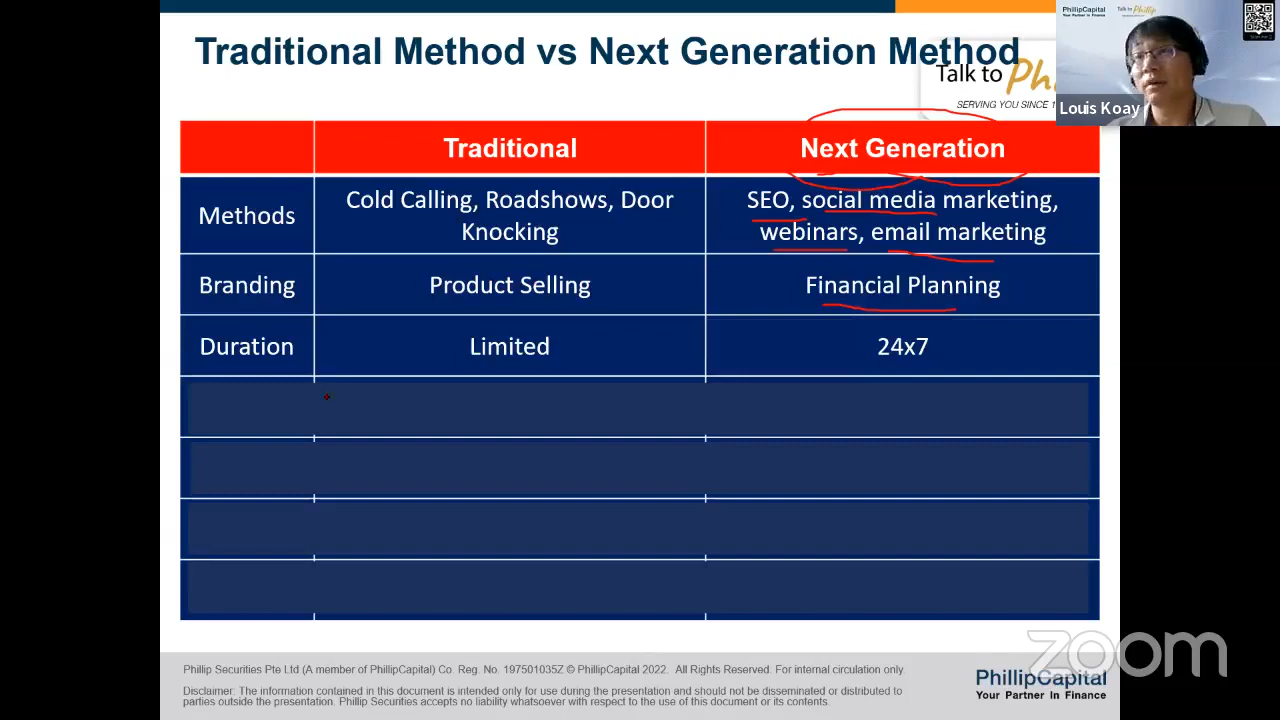 Traditional Method vs Next Generation Method
PhillipCapital
Your Partner in Finance
Talk to Phillip
Talk to
SERVING YOU SINCE
Louis Koay
Traditional
Next Generation
Methods
Cold Calling, Roadshows, Door
Knocking
SEO, social media marketing,
webinars, email marketing
Branding
Product Selling
Financial Planning
Duration
Limited
24x7
zoom
Phillip Securities Pte Ltd (A member of PhillipCapital) Co. Reg. No. 197501035Z © PhillipCapital 2022. All Rights Reserved. For internal circulation only.
Disclaimer: The information contained in this document is intended only for use during the presentation and should not be disseminated or distributed to
parties outside the presentation. Phillip Securities accepts no liability whatsoever with respect to the use of this document or its contents.
PhillipCapital
Your Partner In Finance